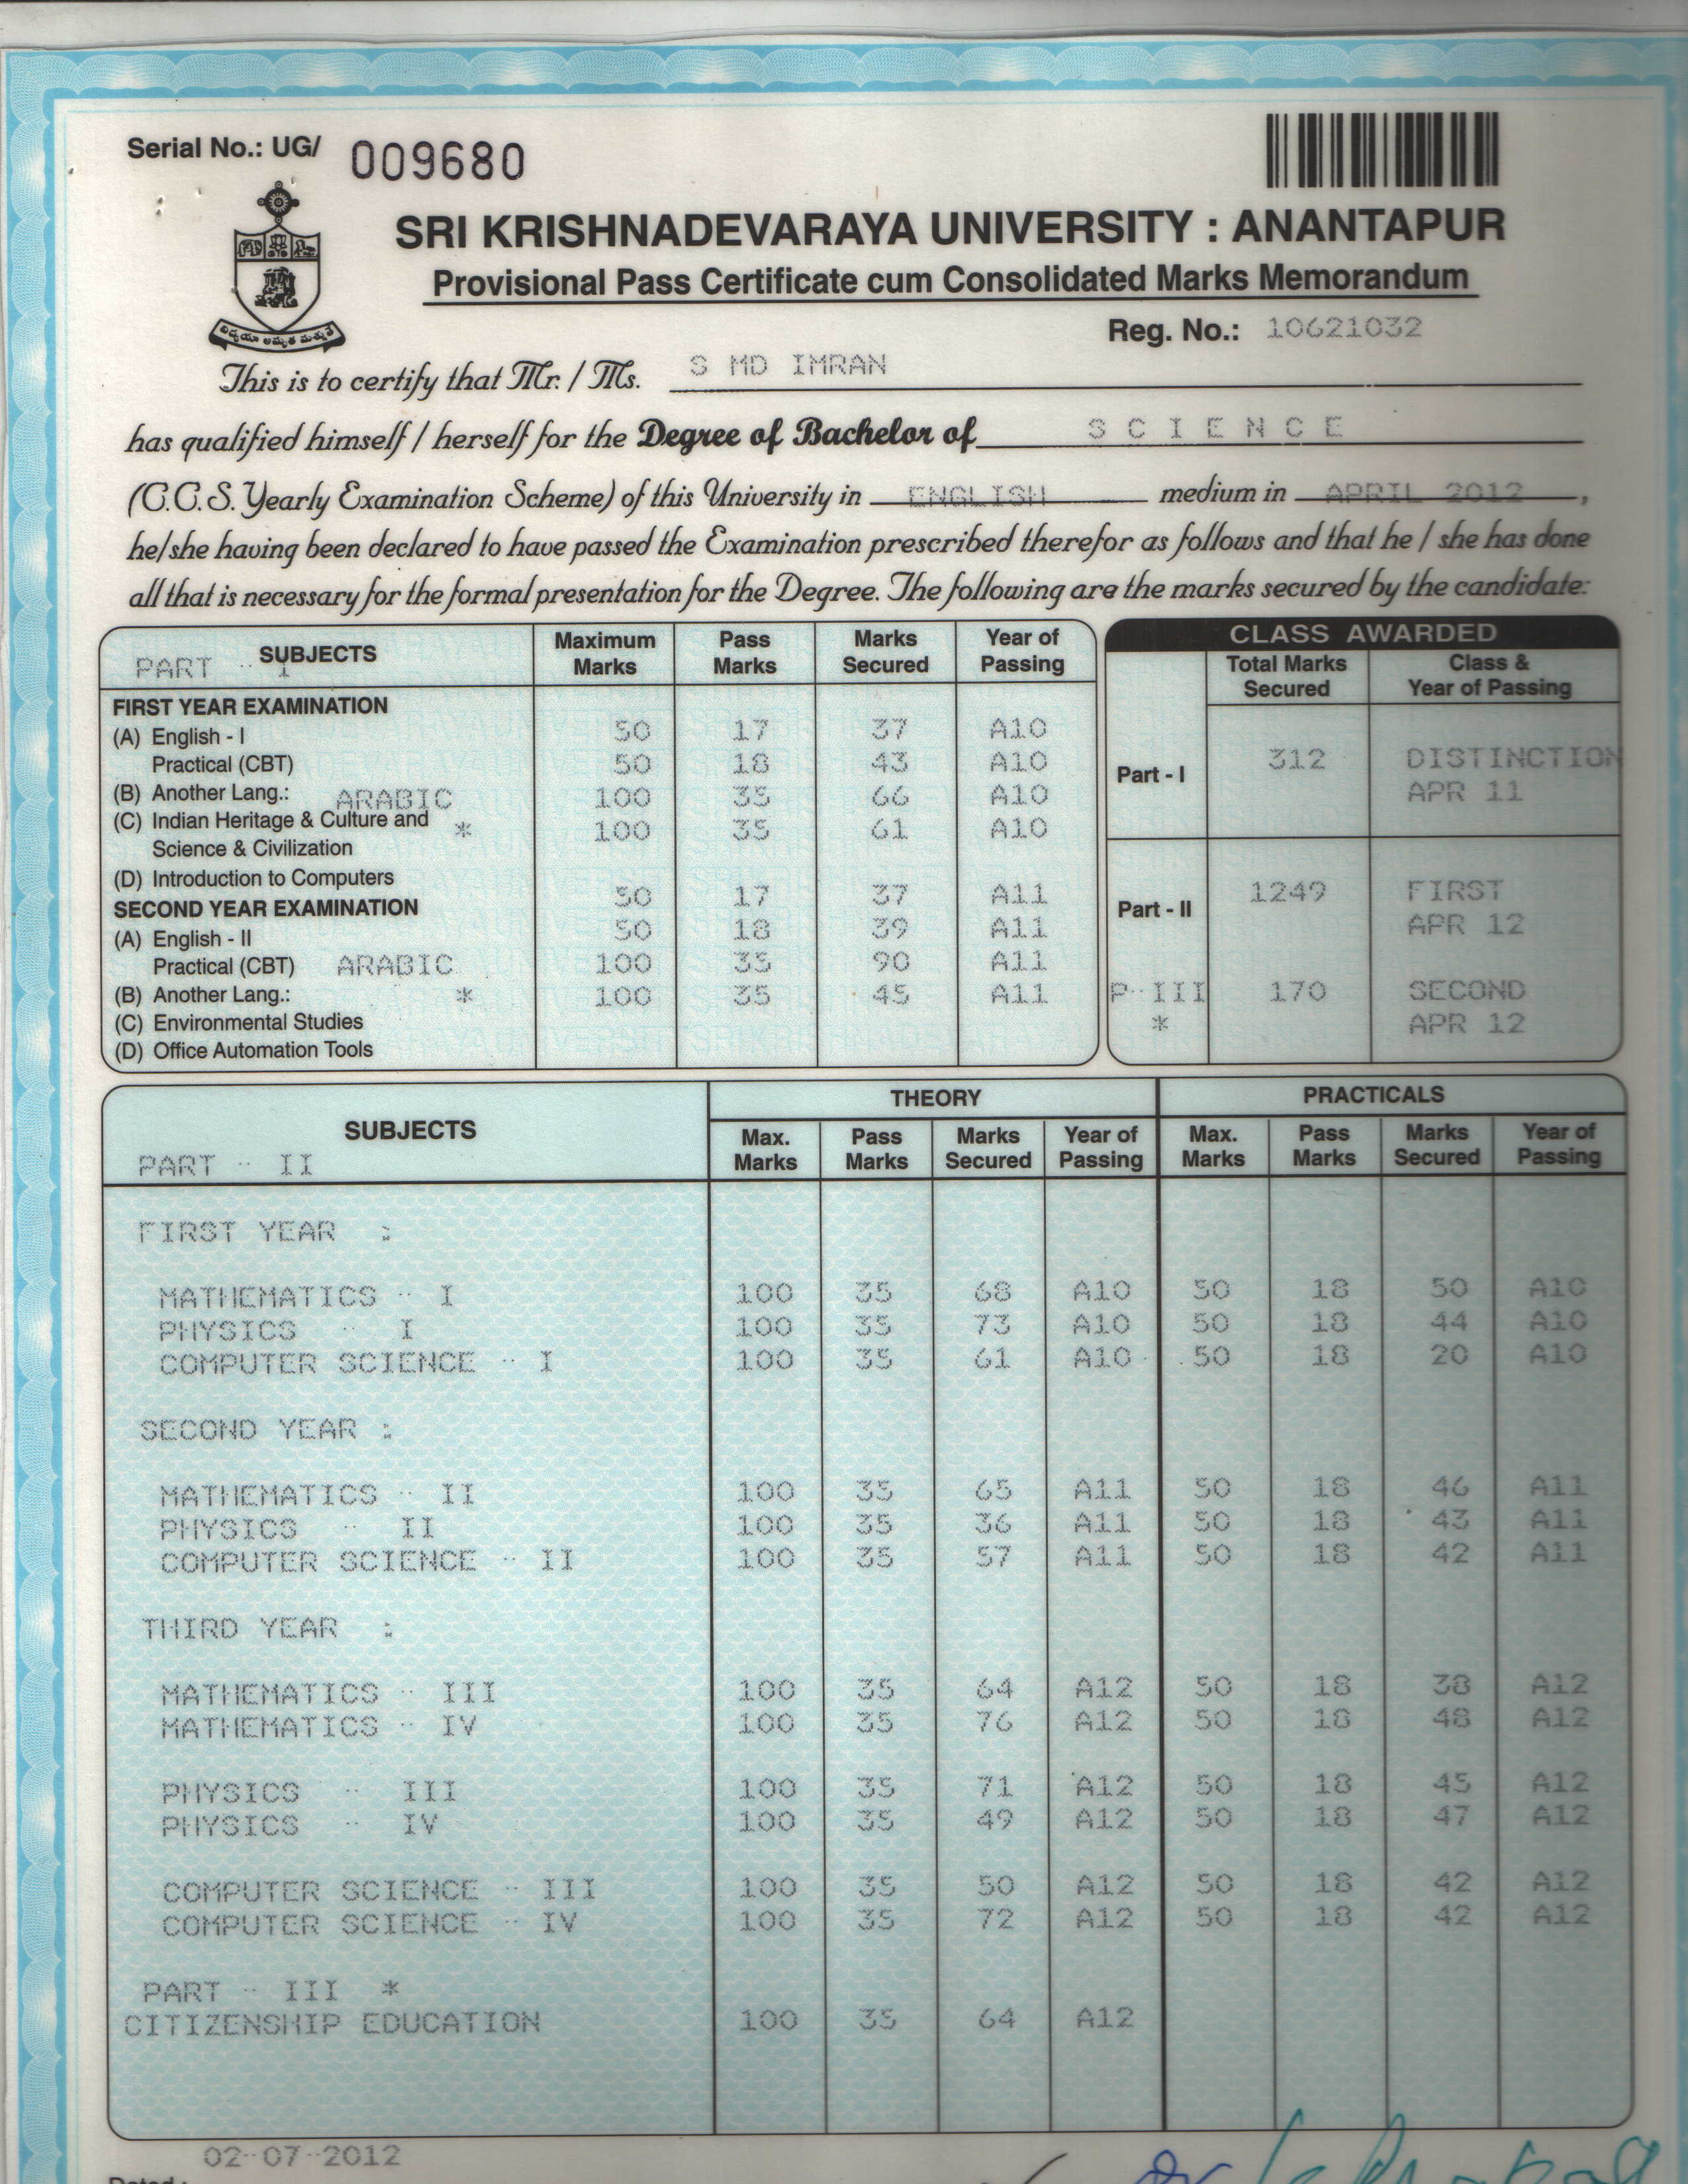 Serial No.: UG/ 009680
SRI KRISHNADEVARAYA UNIVERSITY : ANANTAPUR
Provisional Pass Certificate cum Consolidated Marks Memorandum
Reg. No.: 10621032
This is to certify that Mr. / Ms. S MD IMRAN
has qualified himself / herself for the Degree of Bachelor of SCIENCE
(C.C.S. Yearly Examination Scheme) of this University in ENGLISH medium in APRIL 2012,
he/she having been declared to have passed the Examination prescribed therefor as follows and that he / she has done
all that is necessary for the formal presentation for the Degree. The following are the marks secured by the candidate:
SUBJECTS Maximum Marks Pass Marks Marks Secured Year of Passing
PART - I
FIRST YEAR EXAMINATION
(A) English - I 50 17 37 A10
Practical (CBT) 50 18 43 A10
(B) Another Lang.: ARABIC 100 35 66 A10
(C) Indian Heritage & Culture and * 100 35 61 A10
Science & Civilization
(D) Introduction to Computers
50 17 37 A11
SECOND YEAR EXAMINATION
(A) English - II 50 18 39 A11
Practical (CBT) ARABIC 100 35 90 A11
(B) Another Lang.: * 100 35 45 A11
(C) Environmental Studies
(D) Office Automation Tools
CLASS AWARDED
Total Marks Secured Class & Year of Passing
Part - I 312 DISTINCTION
APR 11
Part - II 1249 FIRST
APR 12
P-III 170 SECOND
* APR 12
THEORY PRACTICALS
SUBJECTS Max. Marks Pass Marks Marks Secured Year of Passing Max. Marks Pass Marks Marks Secured Year of Passing
PART - II
FIRST YEAR :
MATHEMATICS - I 100 35 68 A10 50 18 50 A10
PHYSICS - I 100 35 73 A10 50 18 44 A10
COMPUTER SCIENCE - I 100 35 61 A10 50 18 20 A10
SECOND YEAR :
MATHEMATICS - II 100 35 65 A11 50 18 46 A11
PHYSICS - II 100 35 36 A11 50 18 43 A11
COMPUTER SCIENCE - II 100 35 57 A11 50 18 42 A11
THIRD YEAR :
MATHEMATICS - III 100 35 64 A12 50 18 38 A12
MATHEMATICS - IV 100 35 76 A12 50 18 48 A12
PHYSICS - III 100 35 71 A12 50 18 45 A12
PHYSICS - IV 100 35 49 A12 50 18 47 A12
COMPUTER SCIENCE - III 100 35 50 A12 50 18 42 A12
COMPUTER SCIENCE - IV 100 35 72 A12 50 18 42 A12
PART - III *
CITIZENSHIP EDUCATION 100 35 64 A12
02-07-2012
Dated :